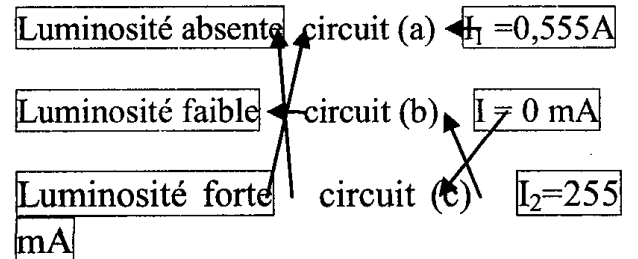 Luminosité absente circuit (a) I₁ =0,555A
Luminosité faible circuit (b) I = 0 mA
Luminosité forte circuit (c) I₂=255
mA